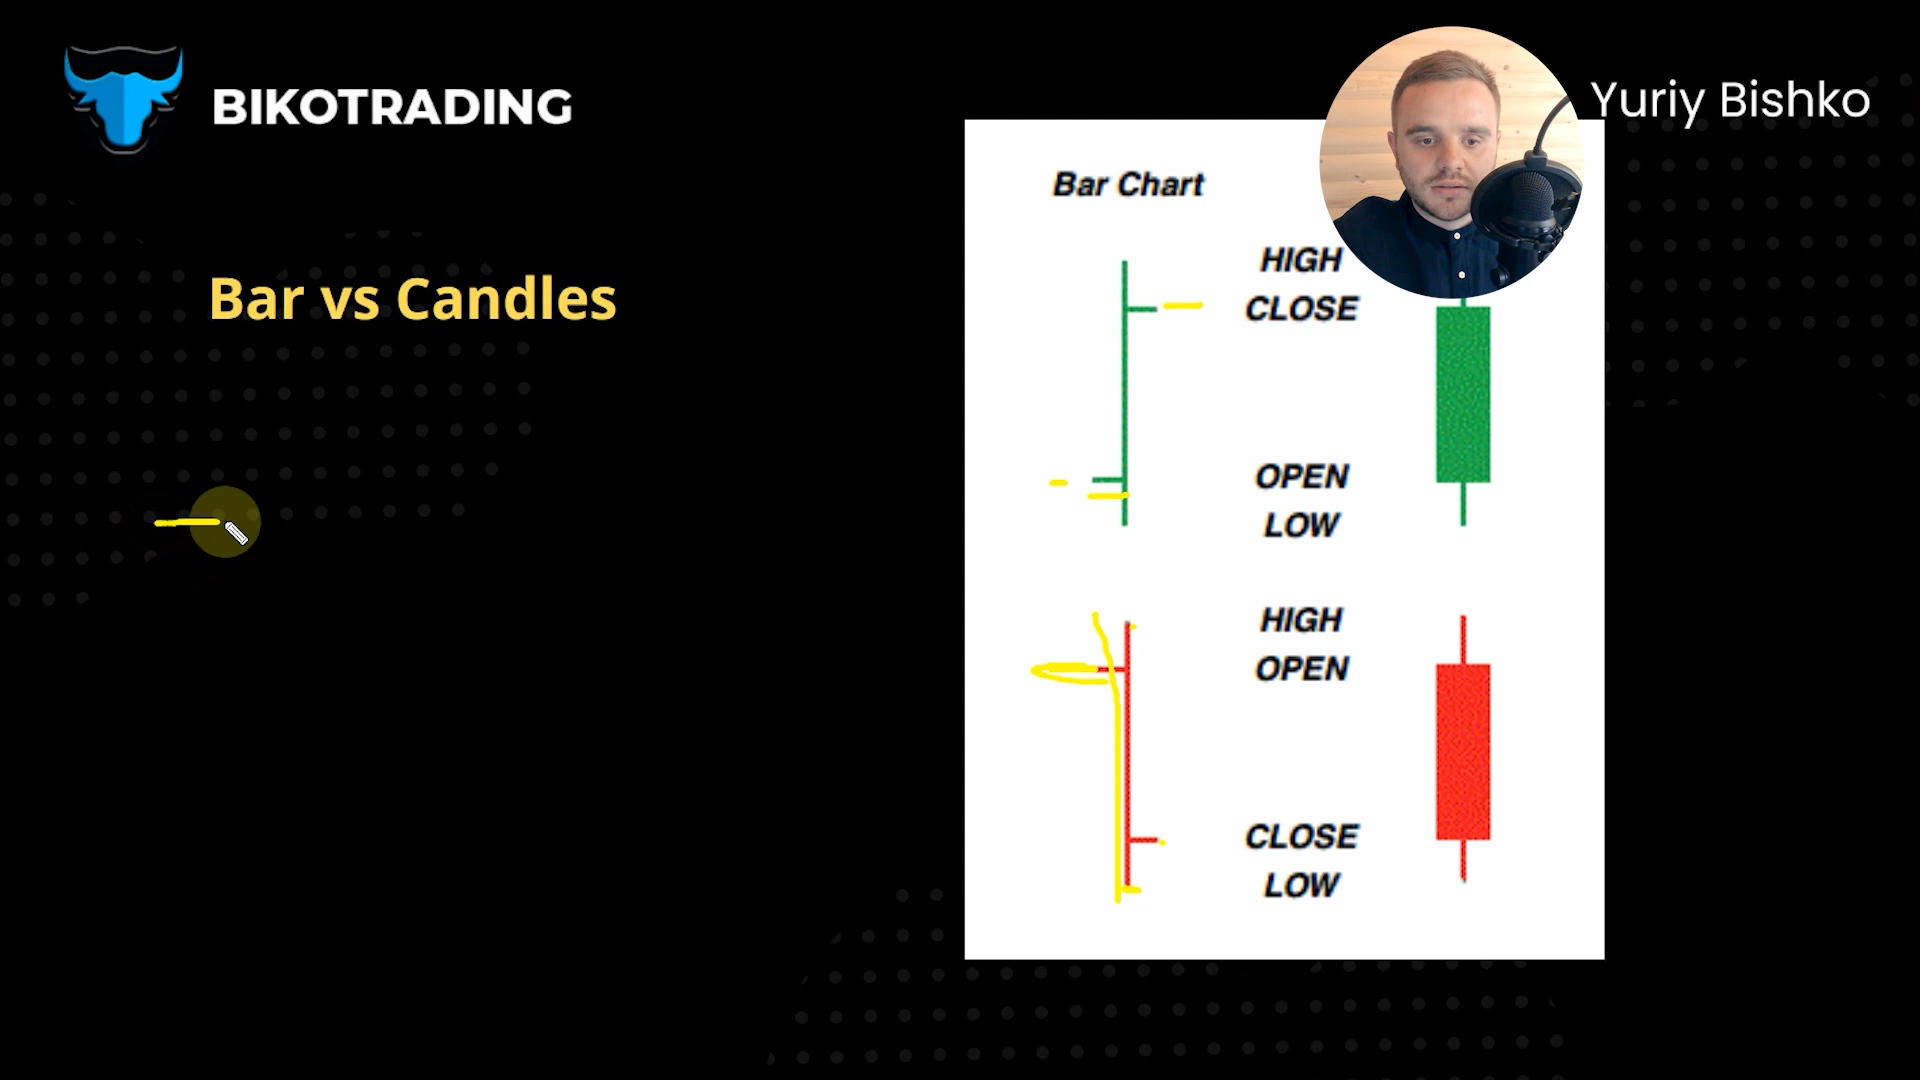 BIKOTRADING
Yuriy Bishko
Bar vs Candles
Bar Chart
HIGH
CLOSE
OPEN
LOW
HIGH
OPEN
CLOSE
LOW